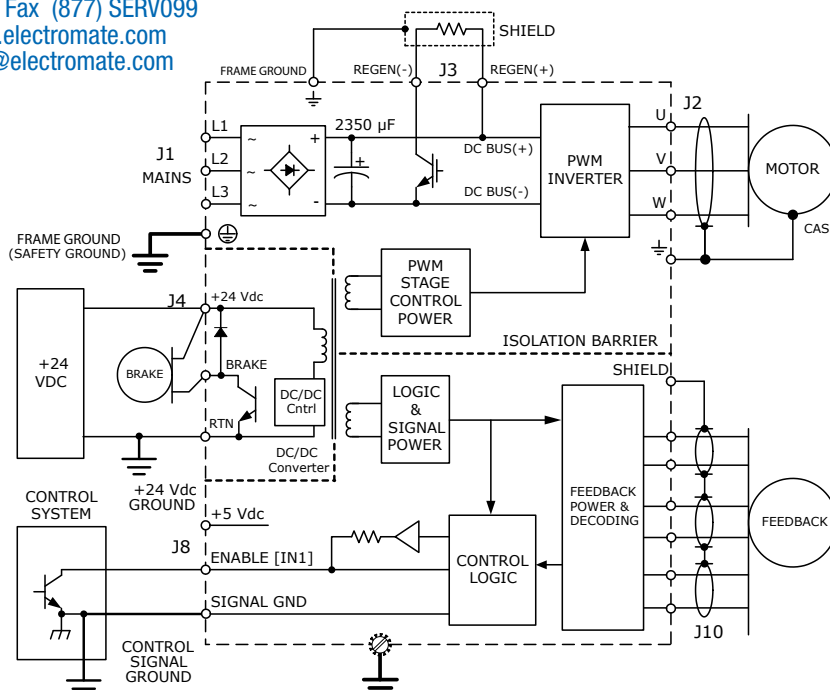 Fax (877) SERV099
.electromate.com
@electromate.com
SHIELD
FRAME GROUND
REGEN(-)
J3
REGEN(+)
J1
MAINS
L1
L2
L3
~
~
~
+
-
2350 µF
+
DC BUS(+)
DC BUS(-)
PWM
INVERTER
U
V
W
J2
MOTOR
CAS
FRAME GROUND
(SAFETY GROUND)
PWM
STAGE
CONTROL
POWER
ISOLATION BARRIER
J4
+24 Vdc
+24
VDC
BRAKE
BRAKE
RTN
DC/DC
Cntrl
DC/DC
Converter
LOGIC
&
SIGNAL
POWER
SHIELD
FEEDBACK
POWER &
DECODING
FEEDBACK
J10
+24 Vdc
GROUND
CONTROL
SYSTEM
J8
+5 Vdc
ENABLE [IN1]
SIGNAL GND
CONTROL
LOGIC
CONTROL
SIGNAL
GROUND